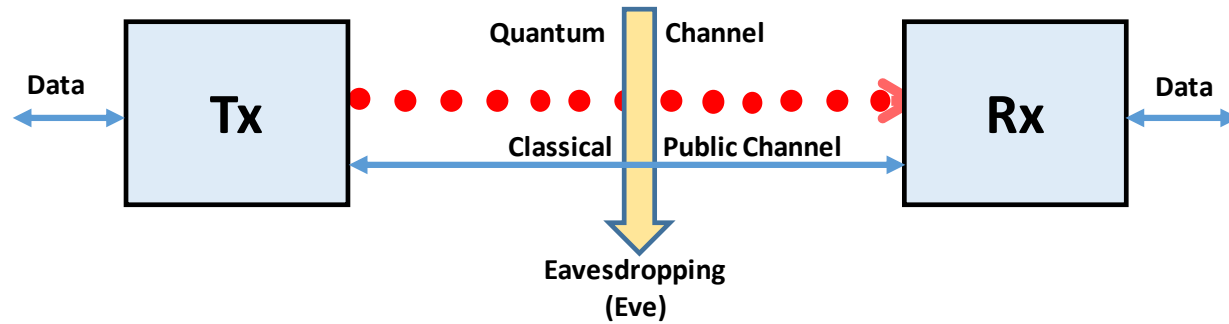 Quantum Channel
Data
Tx
Rx
Data
Classical Public Channel
Eavesdropping
(Eve)